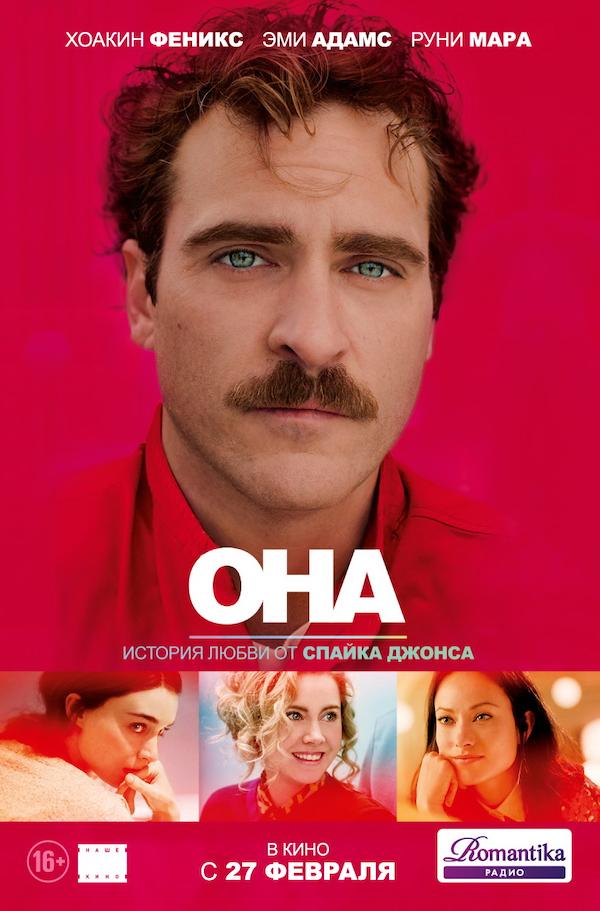 ХОАКИН ФЕНИКС ЭМИ АДАМС РУНИ МАРА
ОНА
ИСТОРИЯ ЛЮБВИ ОТ СПАЙКА ДЖОНСА
16+
НАШЕ
КИНО
В КИНО
С 27 ФЕВРАЛЯ
Romantika
РАДИО